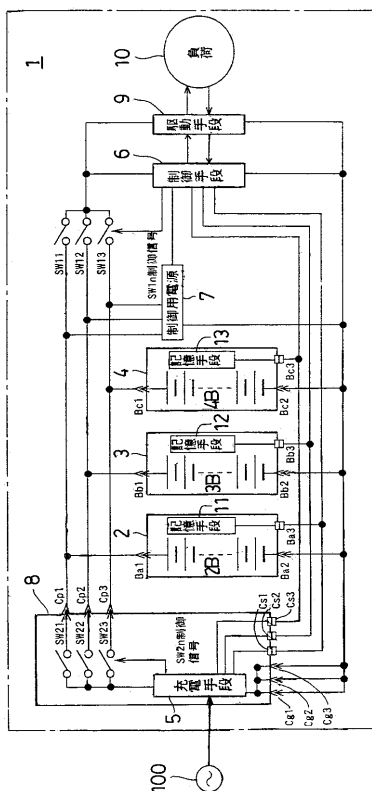 1
10
負荷
9
駆動手段
6
制御手段
SW11
SW12
SW13
SW1n制御信号
制御用電源
7
4
記憶手段
13
4B
Bc1
Bc2
Bc3
3
記憶手段
12
3B
Bb1
Bb2
Bb3
2
記憶手段
11
2B
Ba1
Ba2
Ba3
8
Cp1
Cp2
Cp3
SW21
SW22
SW23
SW2n制御
信号
充電手段
5
Cs1
Cs2
Cs3
Cg1
Cg2
Cg3
100